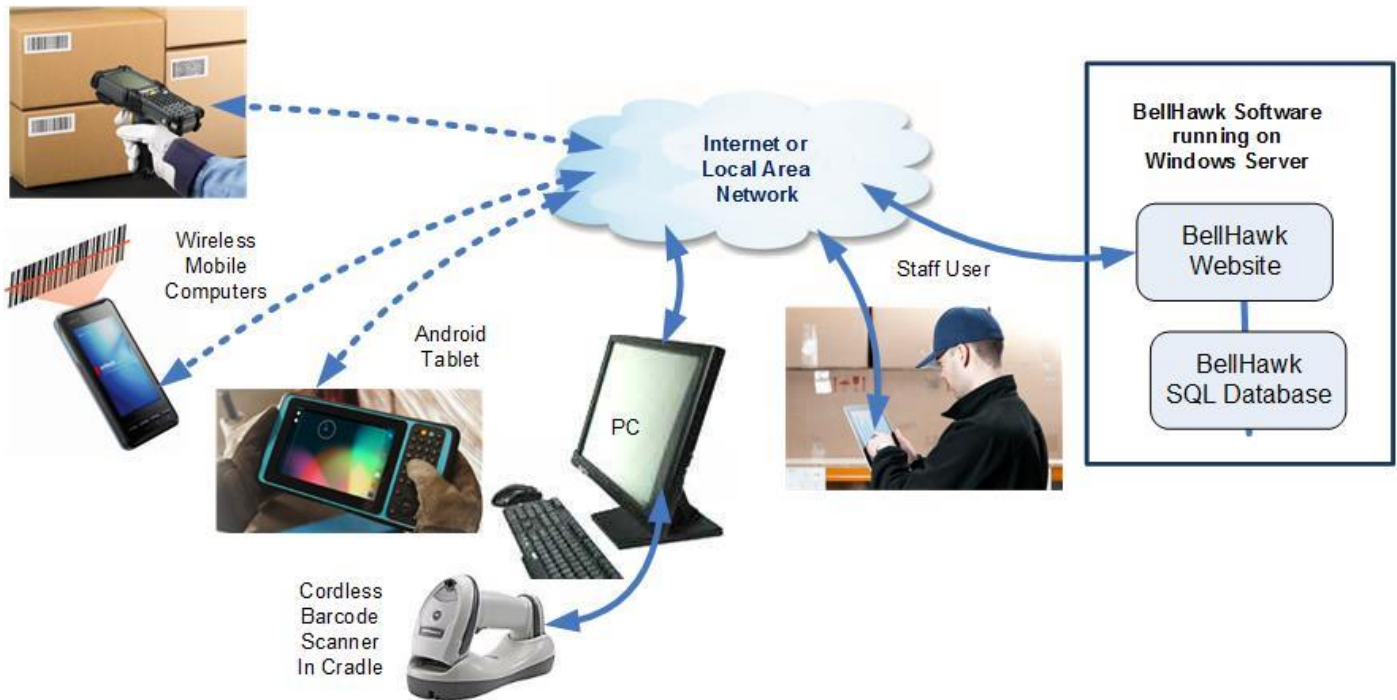 Internet or
Local Area
Network
BellHawk Software
running on
Windows Server
BellHawk
Website
BellHawk
SQL Database
Wireless
Mobile
Computers
Staff User
Android
Tablet
PC
Cordless
Barcode
Scanner
In Cradle